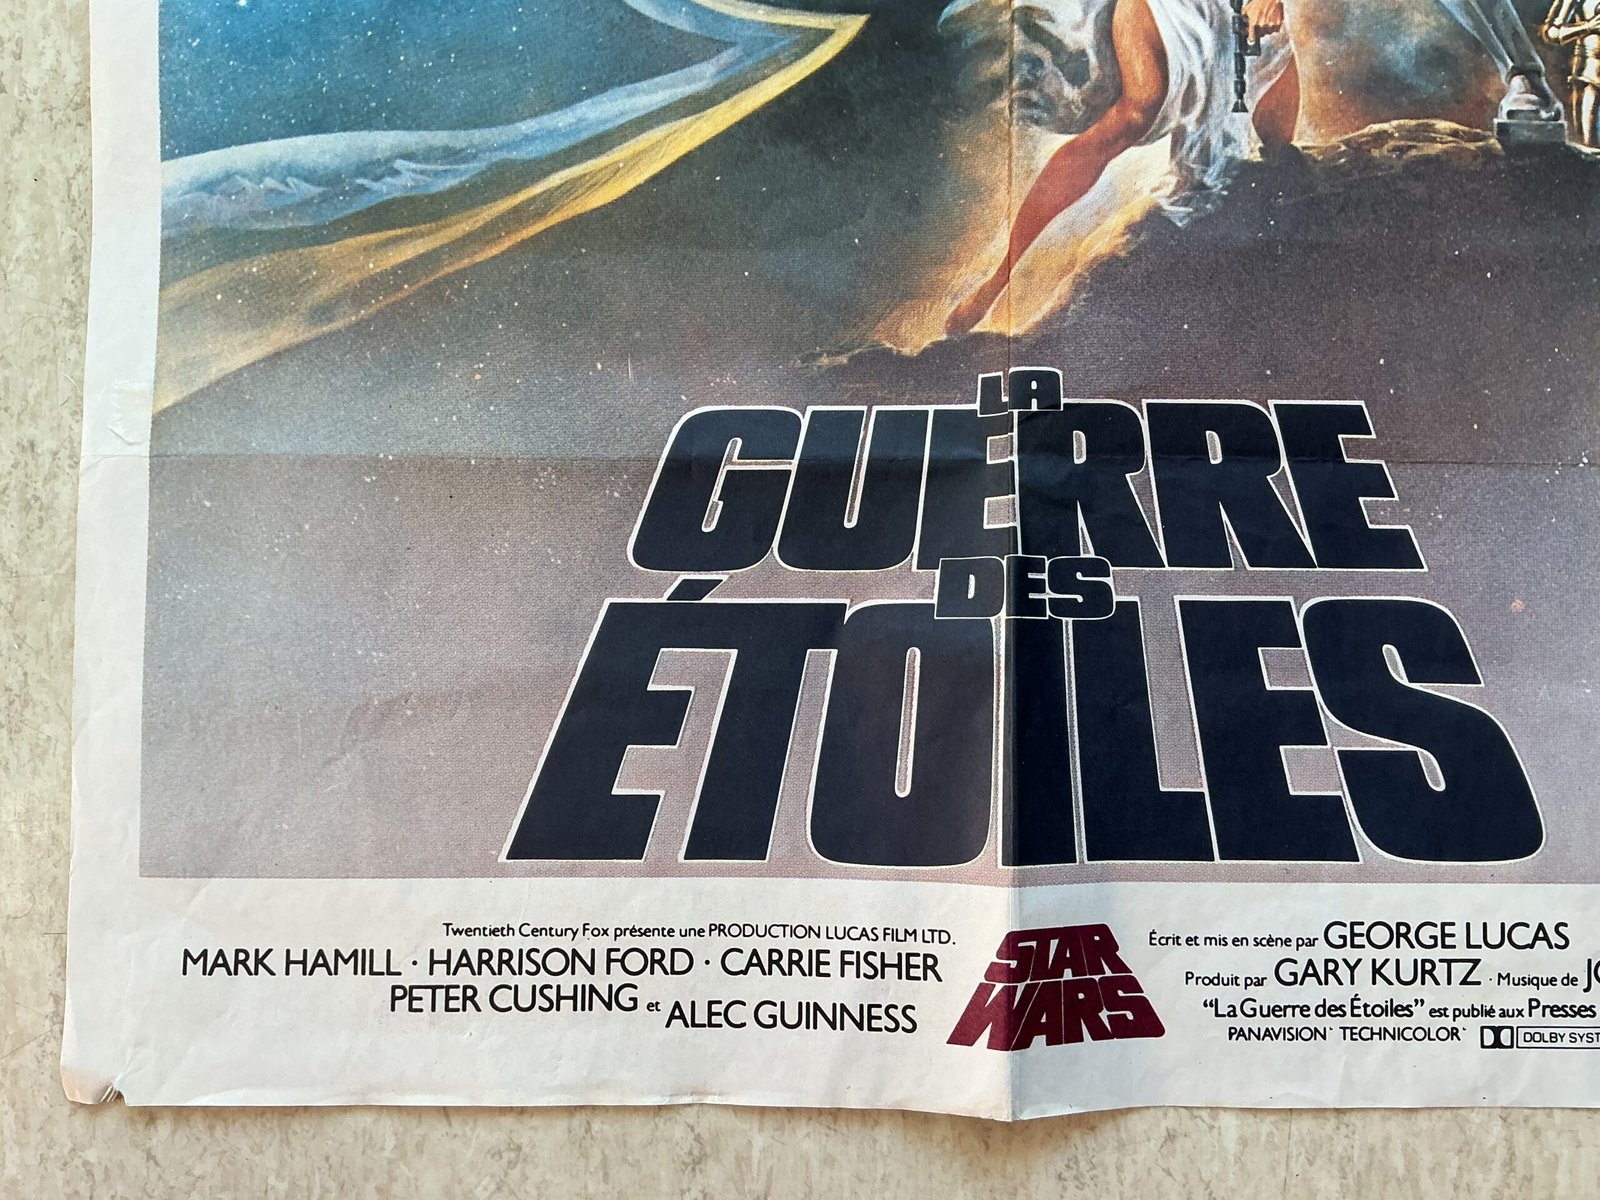 LA
GUERRE
DES
ÉTOILES
Twentieth Century Fox présente une PRODUCTION LUCAS FILM LTD.
MARK HAMILL · HARRISON FORD · CARRIE FISHER
PETER CUSHING et ALEC GUINNESS
STAR
WARS
Écrit et mis en scène par GEORGE LUCAS
Produit par GARY KURTZ · Musique de
“La Guerre des Étoiles” est publié aux Presses
PANAVISION TECHNICOLOR DOLBY